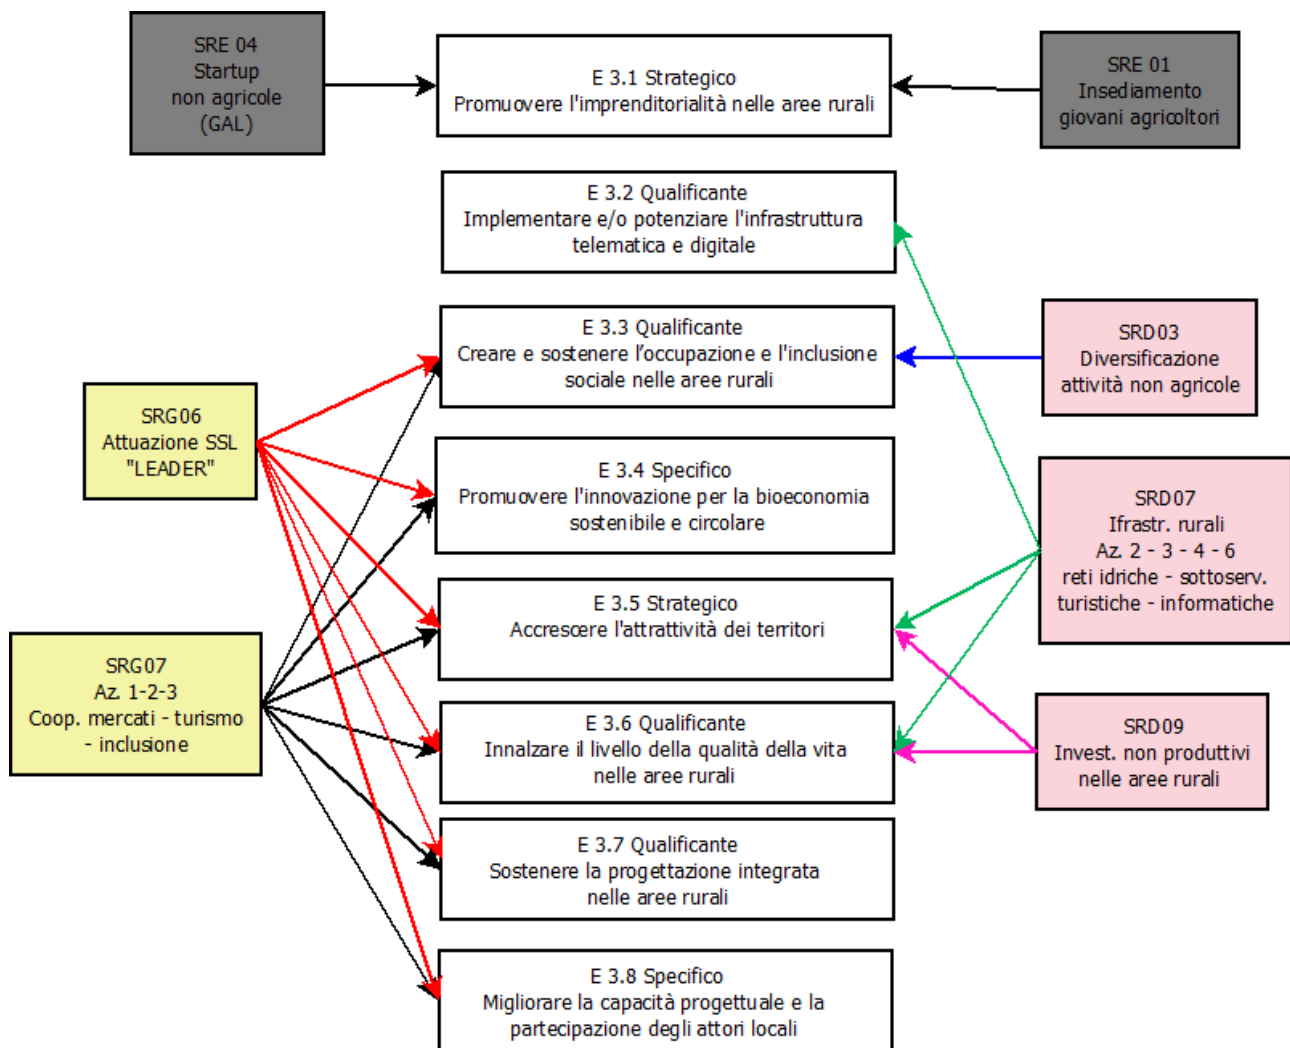 SRE 04
Startup
non agricole
(GAL)
E 3.1 Strategico
Promuovere l'imprenditorialità nelle aree rurali
SRE 01
Insediamento
giovani agricoltori
E 3.2 Qualificante
Implementare e/o potenziare l'infrastruttura
telematica e digitale
E 3.3 Qualificante
Creare e sostenere l'occupazione e l'inclusione
sociale nelle aree rurali
SRD03
Diversificazione
attività non agricole
SRG06
Attuazione SSL
"LEADER"
E 3.4 Specifico
Promuovere l'innovazione per la bioeconomia
sostenibile e circolare
SRD07
Ifrastr. rurali
Az. 2 - 3 - 4 - 6
reti idriche - sottoserv.
turistiche - informatiche
E 3.5 Strategico
Accrescere l'attrattività dei territori
SRG07
Az. 1-2-3
Coop. mercati - turismo
- inclusione
E 3.6 Qualificante
Innalzare il livello della qualità della vita
nelle aree rurali
SRD09
Invest. non produttivi
nelle aree rurali
E 3.7 Qualificante
Sostenere la progettazione integrata
nelle aree rurali
E 3.8 Specifico
Migliorare la capacità progettuale e la
partecipazione degli attori locali